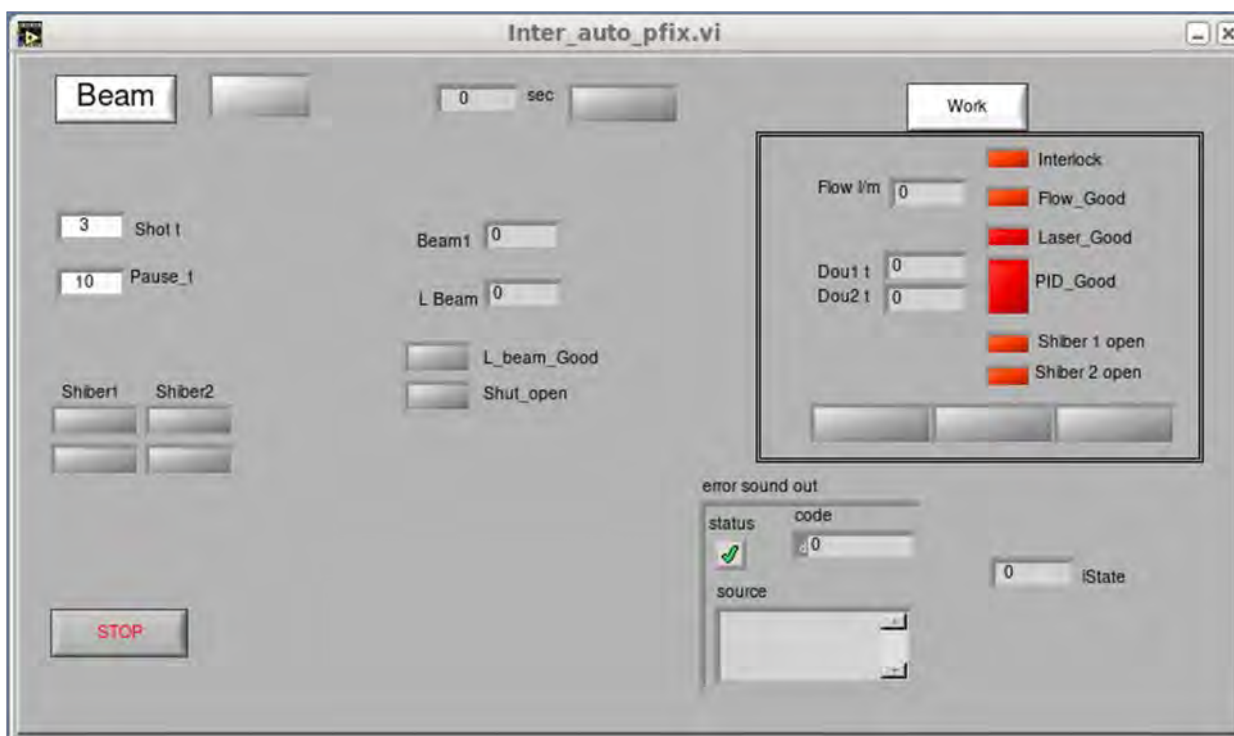 Inter_auto_pfix.vi
Beam
0 sec
Work
Interlock
Flow l/m 0
Flow_Good
3 Shot t
Beam1 0
Laser_Good
10 Pause_t
Dou1 t 0
PID_Good
L Beam 0
Dou2 t 0
L_beam_Good
Shiber 1 open
Shiber1 Shiber2
Shut_open
Shiber 2 open
error sound out
status code
d0
0 iState
source
STOP